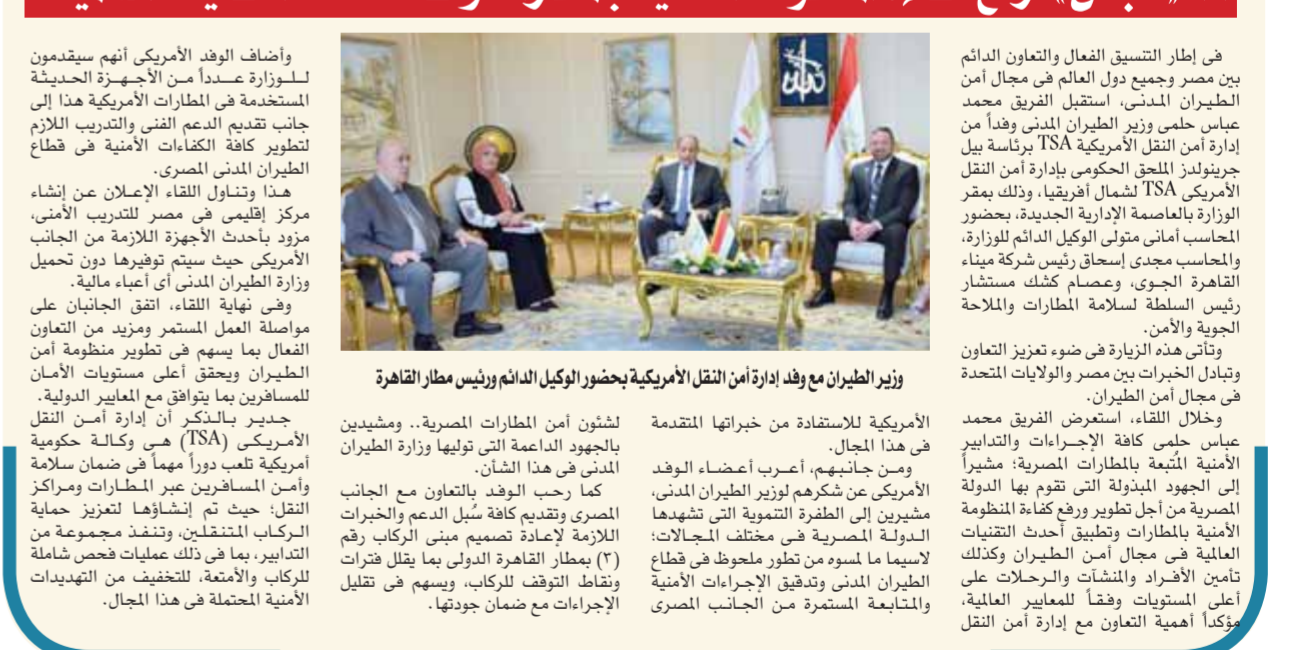 فى إطار التنسيق الفعال والتعاون الدائم
بين مصر وجميع دول العالم فى مجال أمن
الطيران المدنى، استقبل الفريق محمد
عباس حلمى وزير الطيران المدنى وفداً من
إدارة أمن النقل الأمريكية TSA برئاسة بيل
جرينولدز الملحق الحكومى بإدارة أمن النقل
الأمريكى TSA لشمال أفريقيا، وذلك بمقر
الوزارة بالعاصمة الإدارية الجديدة، بحضور
المحاسب أمانى متولى الوكيل الدائم للوزارة،
والمحاسب مجدى إسحاق رئيس شركة ميناء
القاهرة الجوى، وعصام كشك مستشار
رئيس السلطة لسلامة المطارات والملاحة
الجوية والأمن.
وتأتى هذه الزيارة فى ضوء تعزيز التعاون
وتبادل الخبرات بين مصر والولايات المتحدة
فى مجال أمن الطيران.
وخلال اللقاء، استعرض الفريق محمد
عباس حلمى كافة الإجراءات والتدابير
الأمنية المُتبعة بالمطارات المصرية؛ مشيراً
إلى الجهود المبذولة التى تقوم بها الدولة
المصرية من أجل تطوير ورفع كفاءة المنظومة
الأمنية بالمطارات وتطبيق أحدث التقنيات
العالمية فى مجال أمن الطيران وكذلك
تأمين الأفراد والمنشآت والرحلات على
أعلى المستويات وفقاً للمعايير العالمية،
مؤكداً أهمية التعاون مع إدارة أمن النقل
وزير الطيران مع وفد إدارة أمن النقل الأمريكية بحضور الوكيل الدائم ورئيس مطار القاهرة
الأمريكية للاستفادة من خبراتها المتقدمة
فى هذا المجال.
ومن جانبهم، أعرب أعضاء الوفد
الأمريكى عن شكرهم لوزير الطيران المدنى،
مشيرين إلى الطفرة التنموية التى تشهدها
الدولة المصرية فى مختلف المجالات؛
لاسيما ما لمسوه من تطور ملحوظ فى قطاع
الطيران المدنى وتدقيق الإجراءات الأمنية
والمتابعة المستمرة من الجانب المصرى
لشئون أمن المطارات المصرية.. ومشيدين
بالجهود الداعمة التى توليها وزارة الطيران
المدنى فى هذا الشأن.
كما رحب الوفد بالتعاون مع الجانب
المصرى وتقديم كافة سُبل الدعم والخبرات
اللازمة لإعادة تصميم مبنى الركاب رقم
(٣) بمطار القاهرة الدولى بما يقلل فترات
ونقاط التوقف للركاب، ويسهم فى تقليل
الإجراءات مع ضمان جودتها.
وأضاف الوفد الأمريكى أنهم سيقدمون
للوزارة عدداً من الأجهزة الحديثة
المستخدمة فى المطارات الأمريكية هذا إلى
جانب تقديم الدعم الفنى والتدريب اللازم
لتطوير كافة الكفاءات الأمنية فى قطاع
الطيران المدنى المصرى.
هذا وتناول اللقاء الإعلان عن إنشاء
مركز إقليمى فى مصر للتدريب الأمنى،
مزود بأحدث الأجهزة اللازمة من الجانب
الأمريكى حيث سيتم توفيرها دون تحميل
وزارة الطيران المدنى أى أعباء مالية.
وفى نهاية اللقاء، اتفق الجانبان على
مواصلة العمل المستمر ومزيد من التعاون
الفعال بما يسهم فى تطوير منظومة أمن
الطيران ويحقق أعلى مستويات الأمان
للمسافرين بما يتوافق مع المعايير الدولية.
جدير بالذكر أن إدارة أمن النقل
الأمريكى (TSA) هى وكالة حكومية
أمريكية تلعب دوراً مهماً فى ضمان سلامة
وأمن المسافرين عبر المطارات ومراكز
النقل؛ حيث تم إنشاؤها لتعزيز حماية
الركاب المتنقلين، وتنفذ مجموعة من
التدابير، بما فى ذلك عمليات فحص شاملة
للركاب والأمتعة، للتخفيف من التهديدات
الأمنية المحتملة فى هذا المجال.